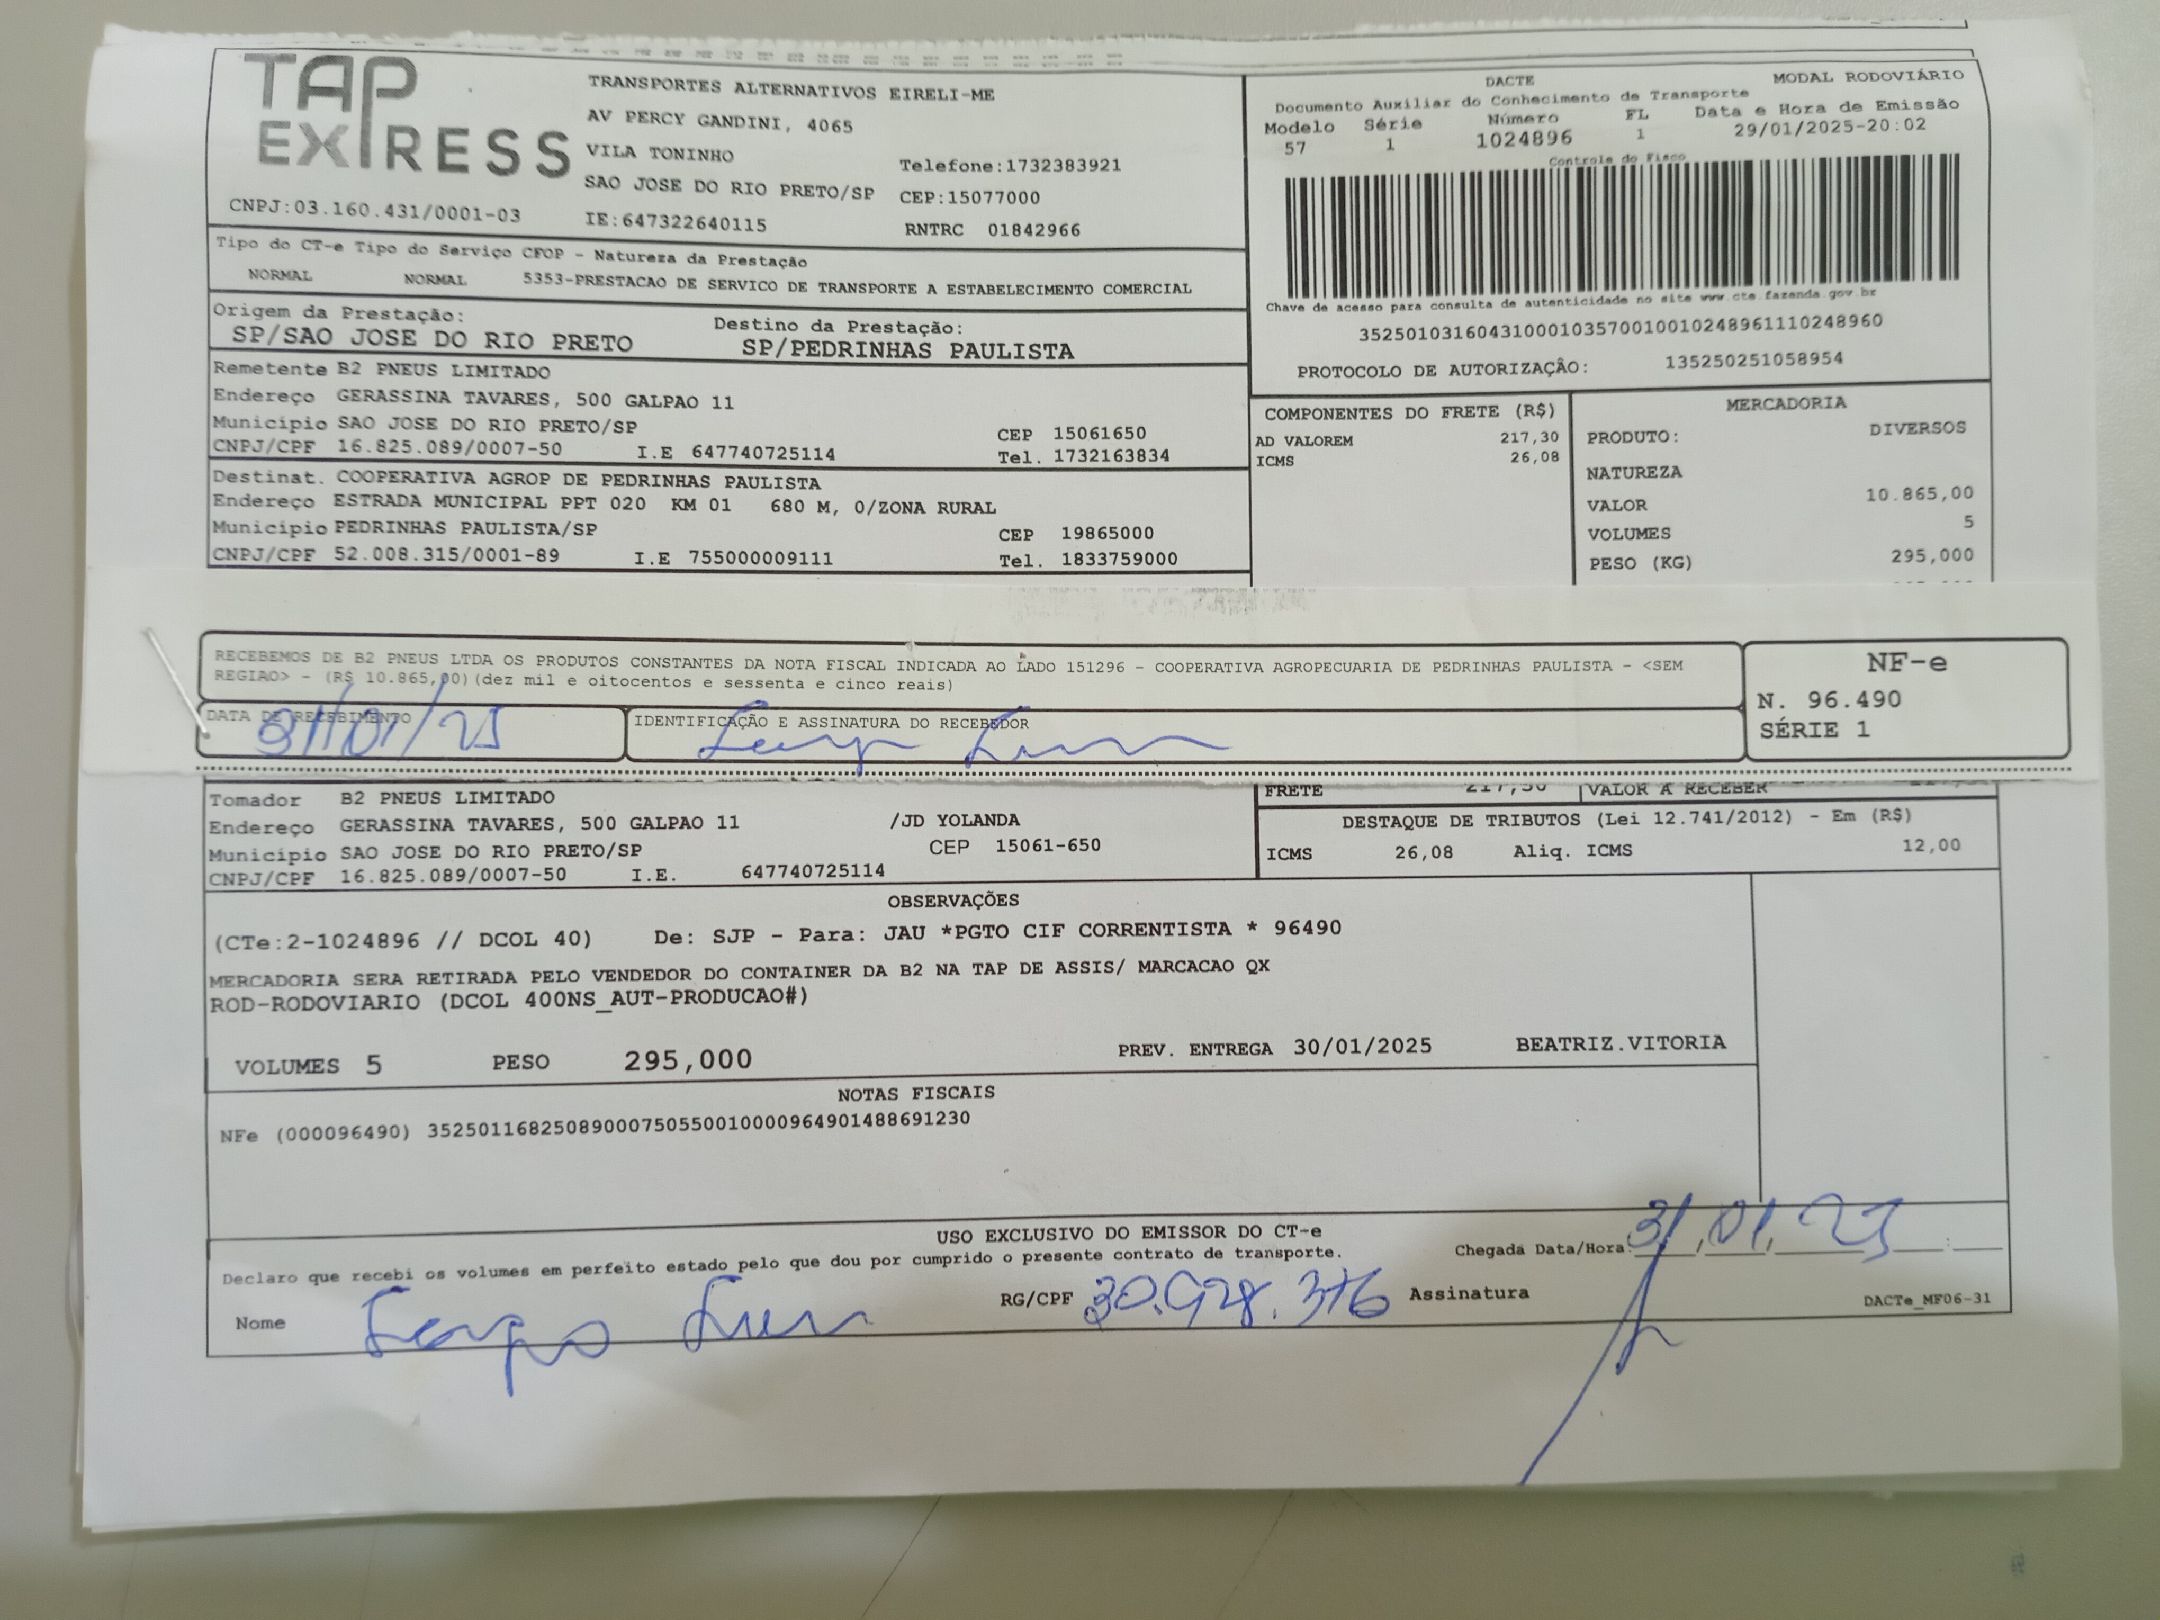 TAP EXPRESS
TRANSPORTES ALTERNATIVOS EIRELI-ME
AV PERCY GANDINI, 4065
VILA TONINHO
Telefone:1732383921
SAO JOSE DO RIO PRETO/SP CEP:15077000
CNPJ:03.160.431/0001-03 IE:647322640115 RNTRC 01842966
DACTE MODAL RODOVIÁRIO
Documento Auxiliar do Conhecimento de Transporte
Modelo Série Número FL Data e Hora de Emissão
57 1 1024896 1 29/01/2025-20:02
Controle do Fisco
Chave de acesso para consulta de autenticidade no site www.cte.fazenda.gov.br
35250103160431000103570010010248961110248960
PROTOCOLO DE AUTORIZAÇÂO: 135250251058954
Tipo do CT-e Tipo do Serviço CFOP - Natureza da Prestação
NORMAL NORMAL 5353-PRESTACAO DE SERVICO DE TRANSPORTE A ESTABELECIMENTO COMERCIAL
Origem da Prestação: Destino da Prestação:
SP/SAO JOSE DO RIO PRETO SP/PEDRINHAS PAULISTA
Remetente B2 PNEUS LIMITADO
Endereço GERASSINA TAVARES, 500 GALPAO 11
Município SAO JOSE DO RIO PRETO/SP CEP 15061650
CNPJ/CPF 16.825.089/0007-50 I.E 647740725114 Tel. 1732163834
Destinat. COOPERATIVA AGROP DE PEDRINHAS PAULISTA
Endereço ESTRADA MUNICIPAL PPT 020 KM 01 680 M, 0/ZONA RURAL
Município PEDRINHAS PAULISTA/SP CEP 19865000
CNPJ/CPF 52.008.315/0001-89 I.E 755000009111 Tel. 1833759000
COMPONENTES DO FRETE (R$)
AD VALOREM 217,30
ICMS 26,08
MERCADORIA
PRODUTO: DIVERSOS
NATUREZA
VALOR 10.865,00
VOLUMES 5
PESO (KG) 295,000
RECEBEMOS DE B2 PNEUS LTDA OS PRODUTOS CONSTANTES DA NOTA FISCAL INDICADA AO LADO 151296 - COOPERATIVA AGROPECUARIA DE PEDRINHAS PAULISTA - <SEM
REGIAO> - (R$ 10.865,00)(dez mil e oitocentos e sessenta e cinco reais)
DATA DE RECEBIMENTO
31/01/25
IDENTIFICAÇÃO E ASSINATURA DO RECEBEDOR
NF-e
N. 96.490
SÉRIE 1
Tomador B2 PNEUS LIMITADO
Endereço GERASSINA TAVARES, 500 GALPAO 11 /JD YOLANDA
Município SAO JOSE DO RIO PRETO/SP CEP 15061-650
CNPJ/CPF 16.825.089/0007-50 I.E. 647740725114
FRETE 217,30 VALOR A RECEBER
DESTAQUE DE TRIBUTOS (Lei 12.741/2012) - Em (R$)
ICMS 26,08 Aliq. ICMS 12,00
OBSERVAÇÕES
(CTe:2-1024896 // DCOL 40) De: SJP - Para: JAU *PGTO CIF CORRENTISTA * 96490
MERCADORIA SERA RETIRADA PELO VENDEDOR DO CONTAINER DA B2 NA TAP DE ASSIS/ MARCACAO QX
ROD-RODOVIARIO (DCOL 400NS_AUT-PRODUCAO#)
VOLUMES 5 PESO 295,000 PREV. ENTREGA 30/01/2025 BEATRIZ.VITORIA
NOTAS FISCAIS
NFe (000096490) 35250116825089000750550010000964901488691230
USO EXCLUSIVO DO EMISSOR DO CT-e
Declaro que recebi os volumes em perfeito estado pelo que dou por cumprido o presente contrato de transporte.
Chegada Data/Hora: 31/01/25
Nome RG/CPF 30.928.376 Assinatura
DACTe_MF06-31